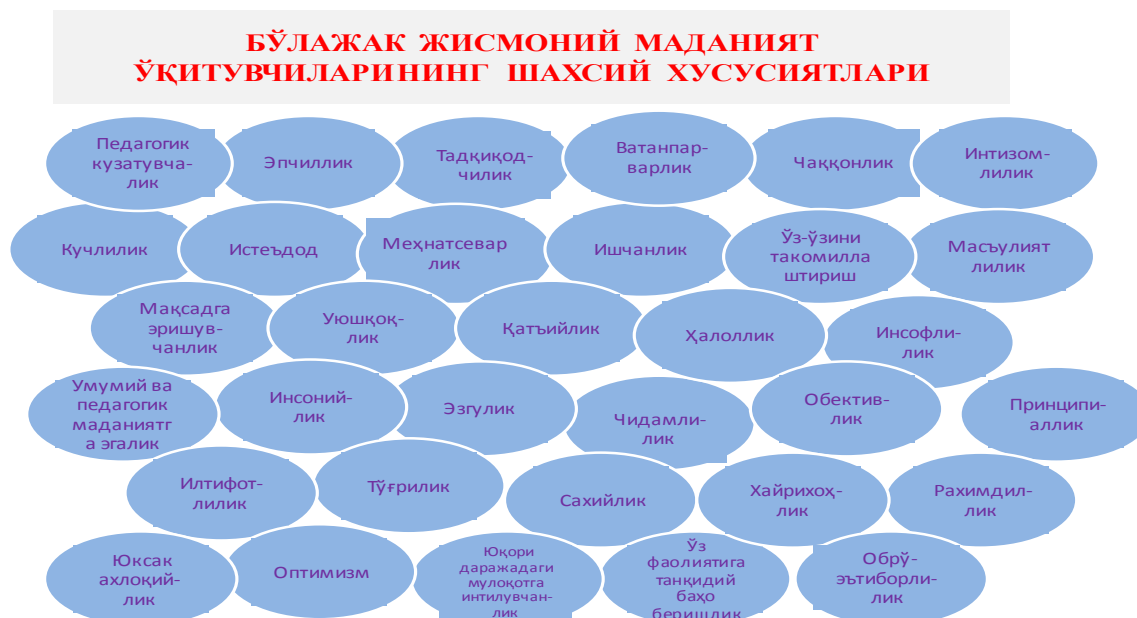 БЎЛАЖАК ЖИСМОНИЙ МАДАНИЯТ
ЎҚИТУВЧИЛАРИНИНГ ШАХСИЙ ХУСУСИЯТЛАРИ
Педагогик
кузатувча-
лик
Эпчиллик
Тадқиқод-
чилик
Ватанпар-
варлик
Чаққонлик
Интизом-
лилик
Кучлилик
Истеъдод
Меҳнатсевар
лик
Ишчанлик
Ўз-ўзини
такомилла
штириш
Масъулият
лилик
Мақсадга
эришув-
чанлик
Уюшқоқ-
лик
Қатъийлик
Ҳалоллик
Инсофли-
лик
Умумий ва
педагогик
маданиятг
а эгалик
Инсоний-
лик
Эзгулик
Чидамли-
лик
Обектив-
лик
Принципи-
аллик
Илтифот-
лилик
Тўғрилик
Сахийлик
Хайрихоҳ-
лик
Рахимдил-
лик
Юксак
ахлоқий-
лик
Оптимизм
Юқори
даражадаги
мулоқотга
интилувчан-
лик
Ўз
фаолиятига
танқидий
баҳо
беришлик
Обрў-
эътиборли-
лик